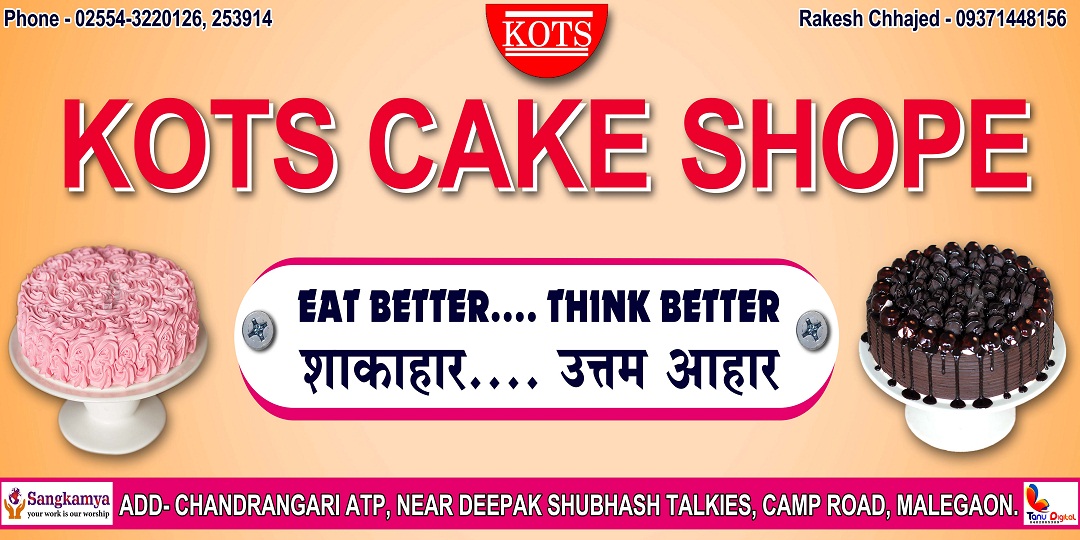 Phone - 02554-3220126, 253914
Rakesh Chhajed - 09371448156
KOTS
KOTS CAKE SHOPE
EAT BETTER.... THINK BETTER
शाकाहार.... उत्तम आहार
Sangkamya
your work is our worship
ADD- CHANDRANGARI ATP, NEAR DEEPAK SHUBHASH TALKIES, CAMP ROAD, MALEGAON.
Tanu Digital